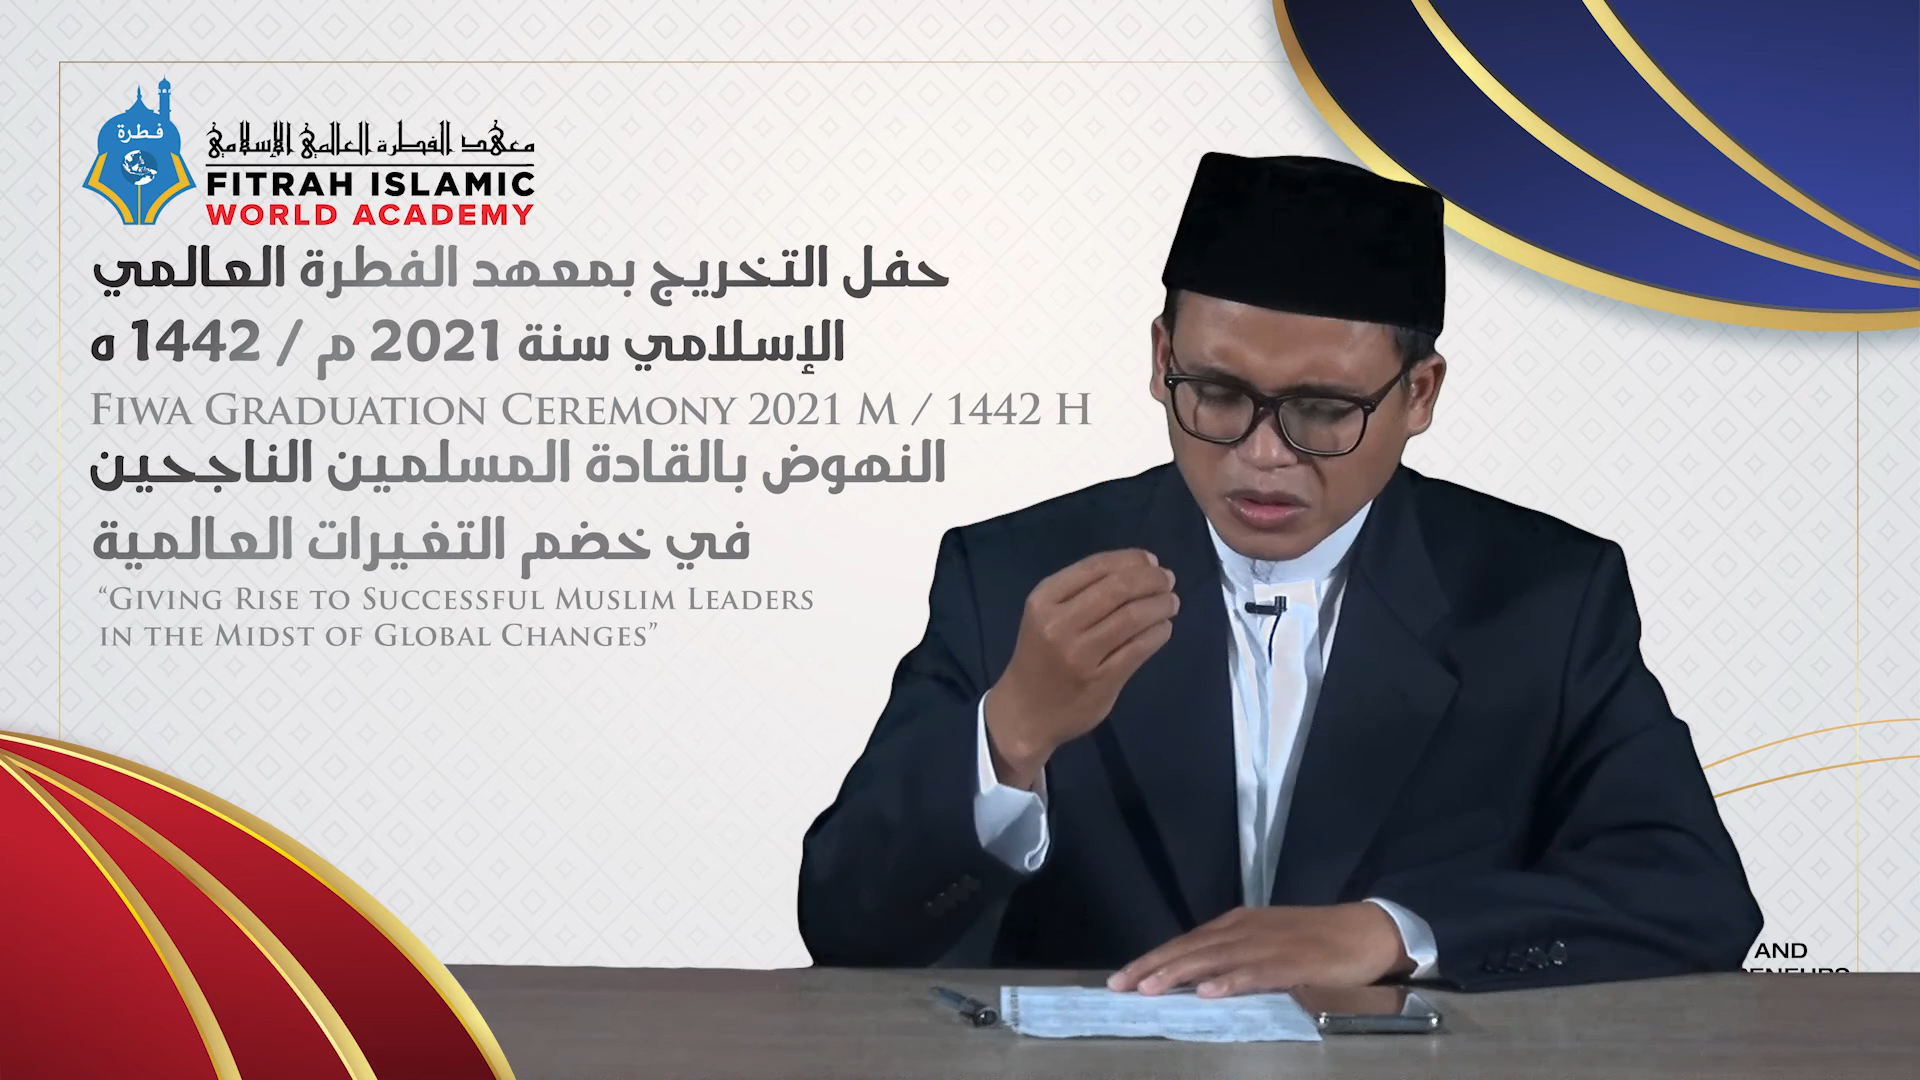 فطرة
معهد الفطرة العالمي الإسلامي
FITRAH ISLAMIC
WORLD ACADEMY
حفل التخريج بمعهد الفطرة العالمي
الإسلامي سنة 2021 م / 1442 ه
FIWA GRADUATION CEREMONY 2021 M / 1442 H
النهوض بالقادة المسلمين الناجحين
في خضم التغيرات العالمية
“GIVING RISE TO SUCCESSFUL MUSLIM LEADERS
IN THE MIDST OF GLOBAL CHANGES”
AND